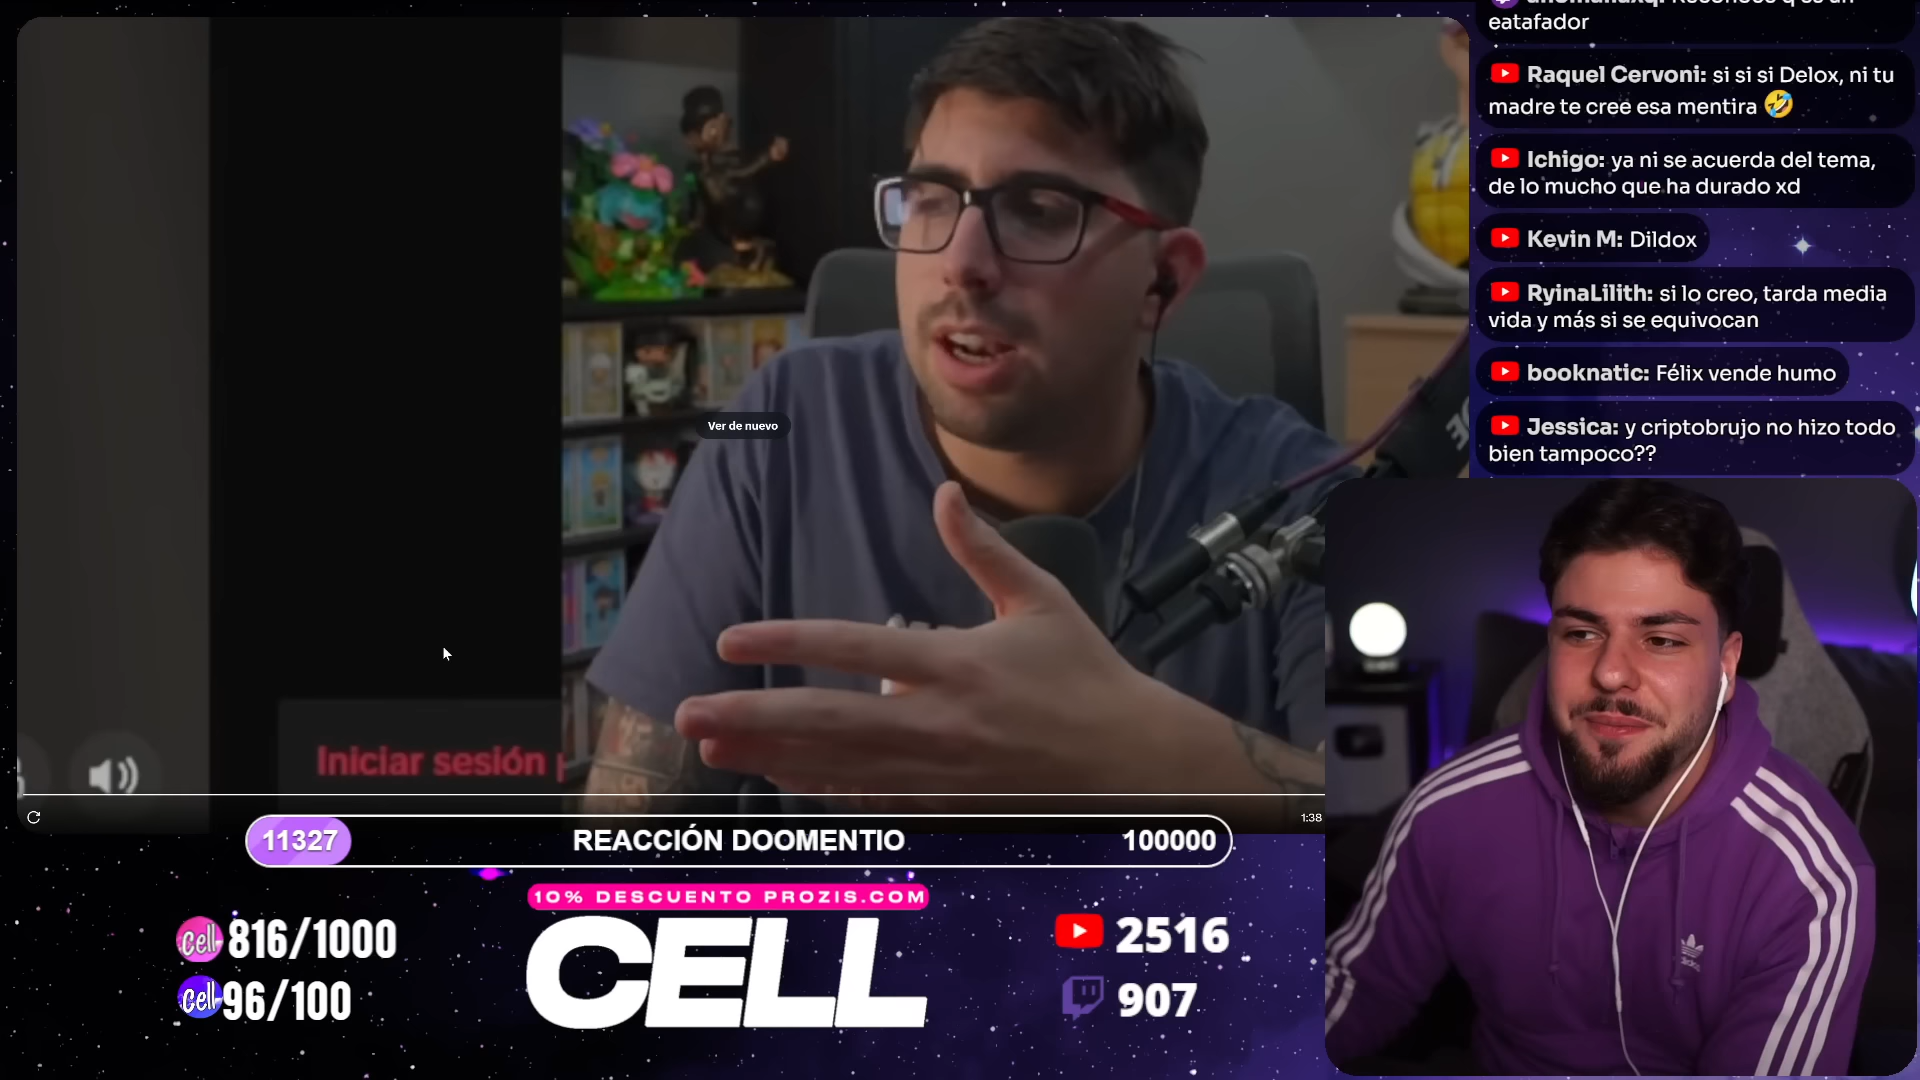 eatafador
Raquel Cervoni: si si si Delox, ni tu
madre te cree esa mentira 🤣
Ichigo: ya ni se acuerda del tema,
de lo mucho que ha durado xd
Kevin M: Dildox
RyinaLilith: si lo creo, tarda media
vida y más si se equivocan
booknatic: Félix vende humo
Jessica: y criptobrujo no hizo todo
bien tampoco??
Ver de nuevo
Iniciar sesión
1:38
11327 REACCIÓN DOOMENTIO 100000
10% DESCUENTO PROZIS.COM
CELL
cell 816/1000
cell 96/100
2516
907
adidas